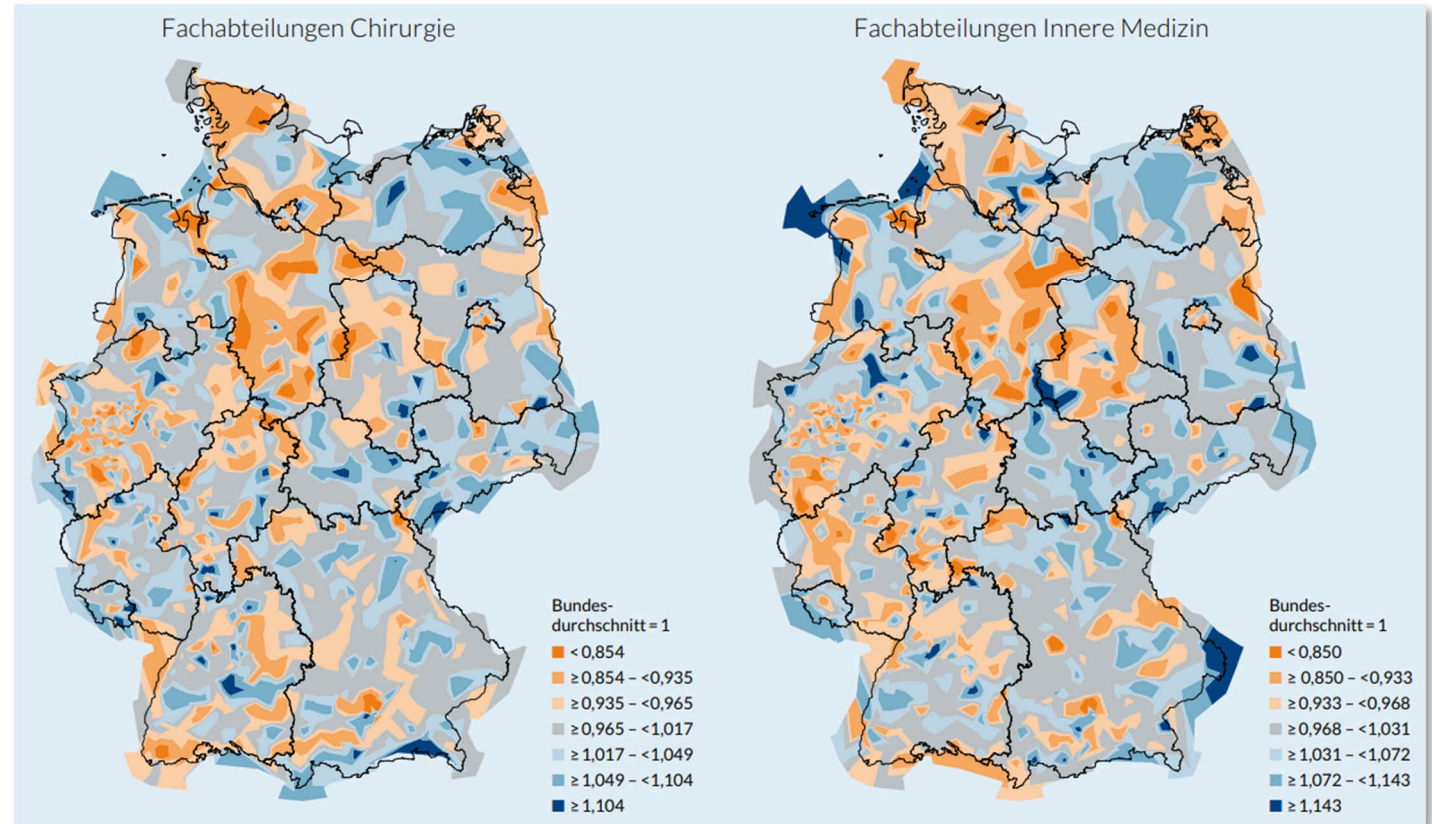 Fachabteilungen Chirurgie
Fachabteilungen Innere Medizin
Bundes-
durchschnitt = 1
< 0,854
≥ 0,854 – <0,935
≥ 0,935 – <0,965
≥ 0,965 – <1,017
≥ 1,017 – <1,049
≥ 1,049 – <1,104
≥ 1,104
Bundes-
durchschnitt = 1
< 0,850
≥ 0,850 – <0,933
≥ 0,933 – <0,968
≥ 0,968 – <1,031
≥ 1,031 – <1,072
≥ 1,072 – <1,143
≥ 1,143